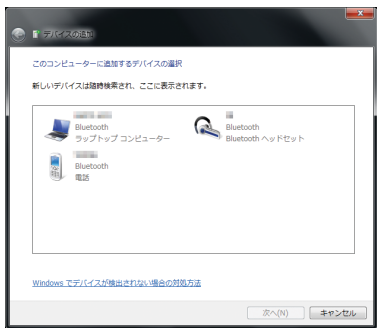 デバイスの追加
このコンピューターに追加するデバイスの選択
新しいデバイスは随時検索され、ここに表示されます。
Bluetooth
ラップトップ コンピューター
Bluetooth
Bluetooth ヘッドセット
Bluetooth
電話
Windows でデバイスが検出されない場合の対処方法
次へ(N)
キャンセル